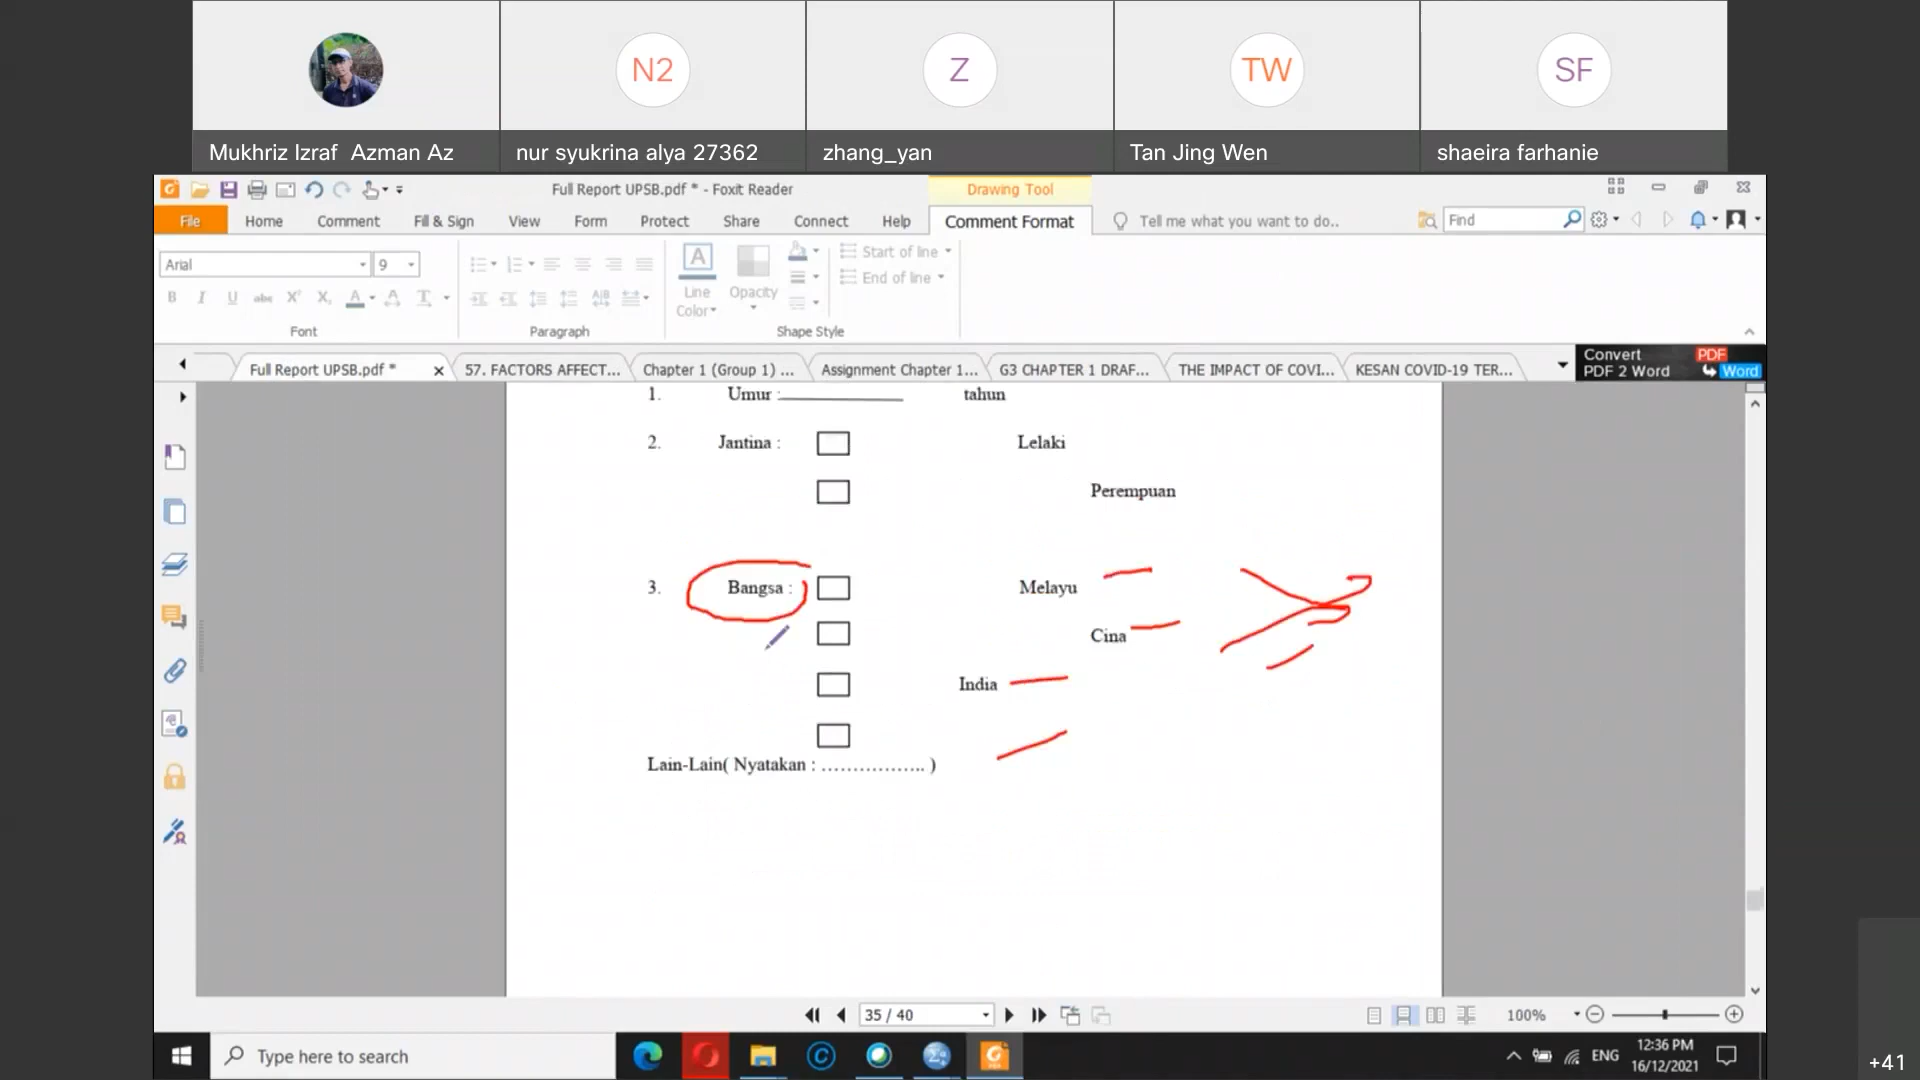 N2
Z
TW
SF
Mukhriz Izraf Azman Az
nur syukrina alya 27362
zhang_yan
Tan Jing Wen
shaeira farhanie
Full Report UPSB.pdf * - Foxit Reader
Drawing Tool
File
Home
Comment
Fill & Sign
View
Form
Protect
Share
Connect
Help
Comment Format
Tell me what you want to do..
Find
Arial
9
Line Color
Opacity
Start of line
End of line
Font
Paragraph
Shape Style
Full Report UPSB.pdf *
57. FACTORS AFFECT...
Chapter 1 (Group 1) ...
Assignment Chapter 1...
G3 CHAPTER 1 DRAF...
THE IMPACT OF COVI...
KESAN COVID-19 TER...
Convert PDF
PDF 2 Word Word
1. Umur : tahun
2. Jantina : Lelaki
Perempuan
3. Bangsa : Melayu
Cina
India
Lain-Lain( Nyatakan : ................. )
35 / 40
100%
Type here to search
ENG
12:36 PM
16/12/2021
+41